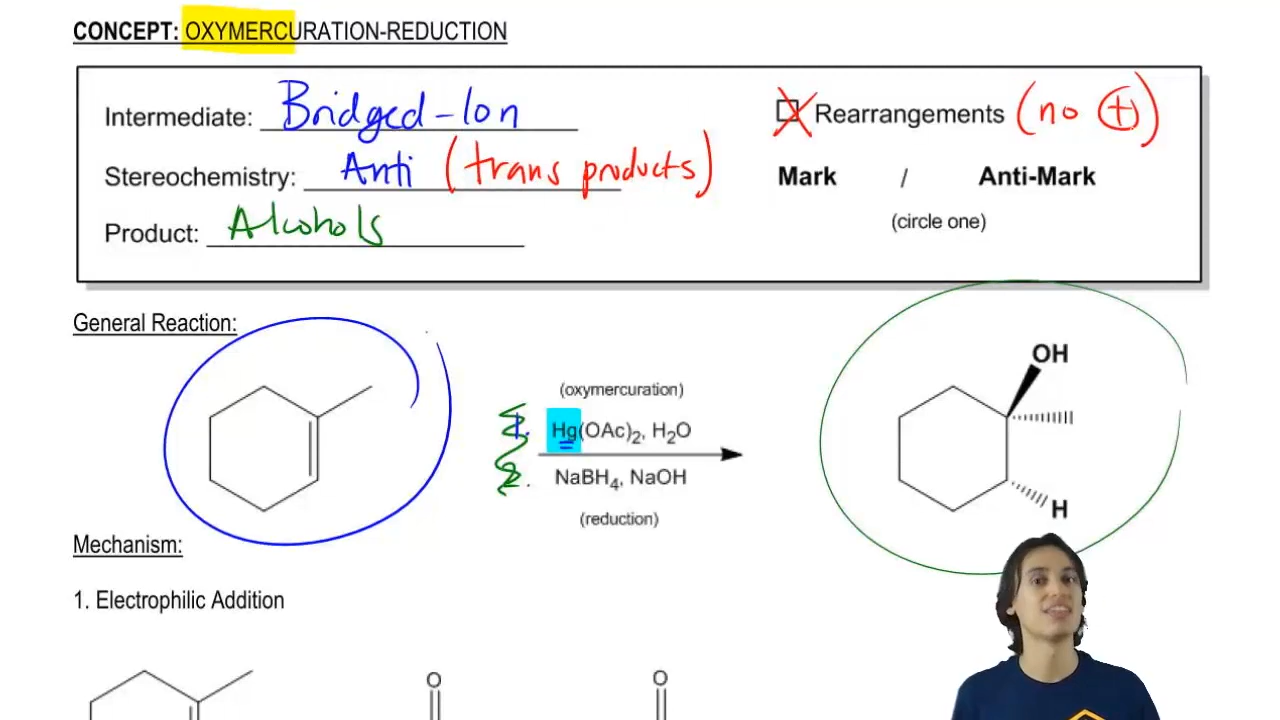 CONCEPT: OXYMERCURATION-REDUCTION
Intermediate: Bridged-Ion
Rearrangements (no +)
Stereochemistry: Anti (trans products)
Mark / Anti-Mark
Product: Alcohols
(circle one)
General Reaction:
(oxymercuration)
1. Hg(OAc)₂, H₂O
2. NaBH₄, NaOH
(reduction)
OH
H
Mechanism:
1. Electrophilic Addition
O
O